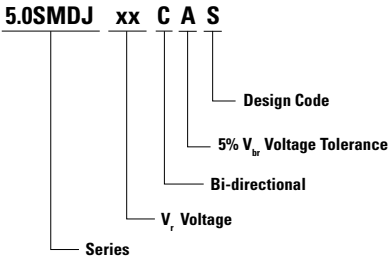 5.0SMDJ xx C A S
Design Code
5% Vbr Voltage Tolerance
Bi-directional
Vr Voltage
Series